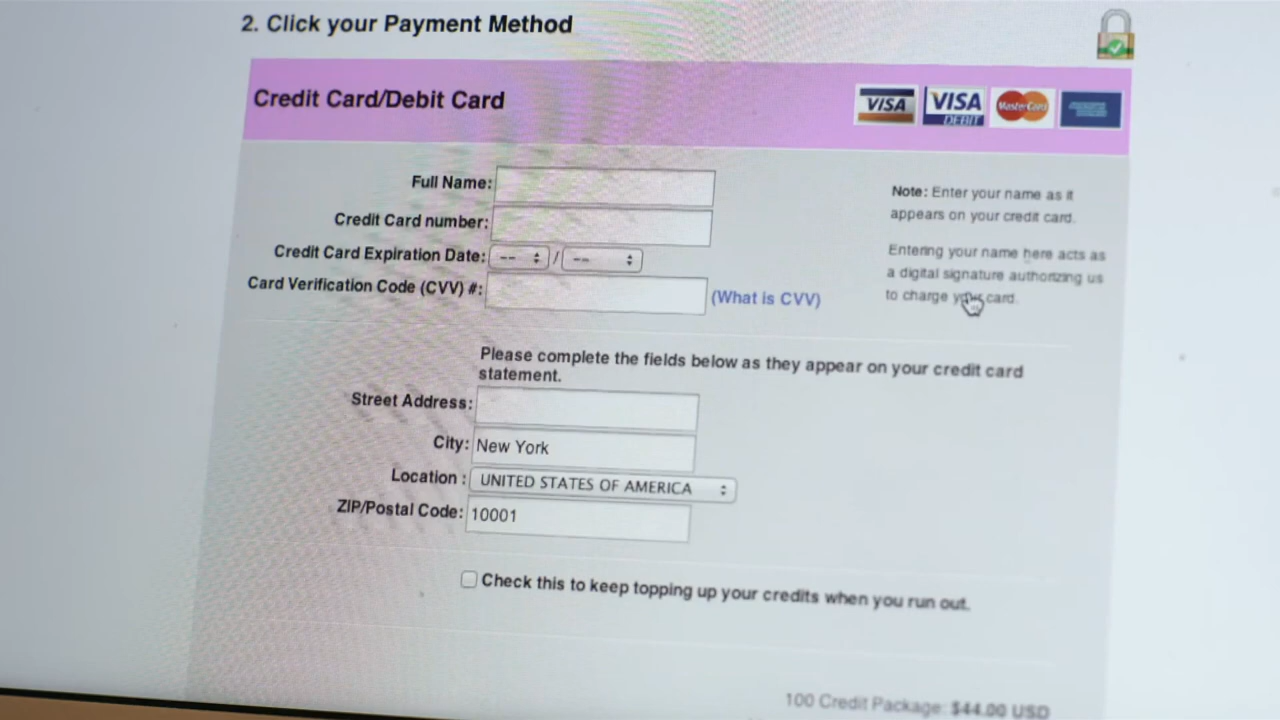 2. Click your Payment Method
Credit Card/Debit Card
VISA
VISA
DEBIT
MasterCard
Full Name:
Credit Card number:
Credit Card Expiration Date: -- / --
Card Verification Code (CVV) #:
(What is CVV)
Note: Enter your name as it
appears on your credit card.
Entering your name here acts as
a digital signature authorizing us
to charge your card.
Please complete the fields below as they appear on your credit card
statement.
Street Address:
City: New York
Location : UNITED STATES OF AMERICA
ZIP/Postal Code: 10001
Check this to keep topping up your credits when you run out.
100 Credit Package: $44.00 USD